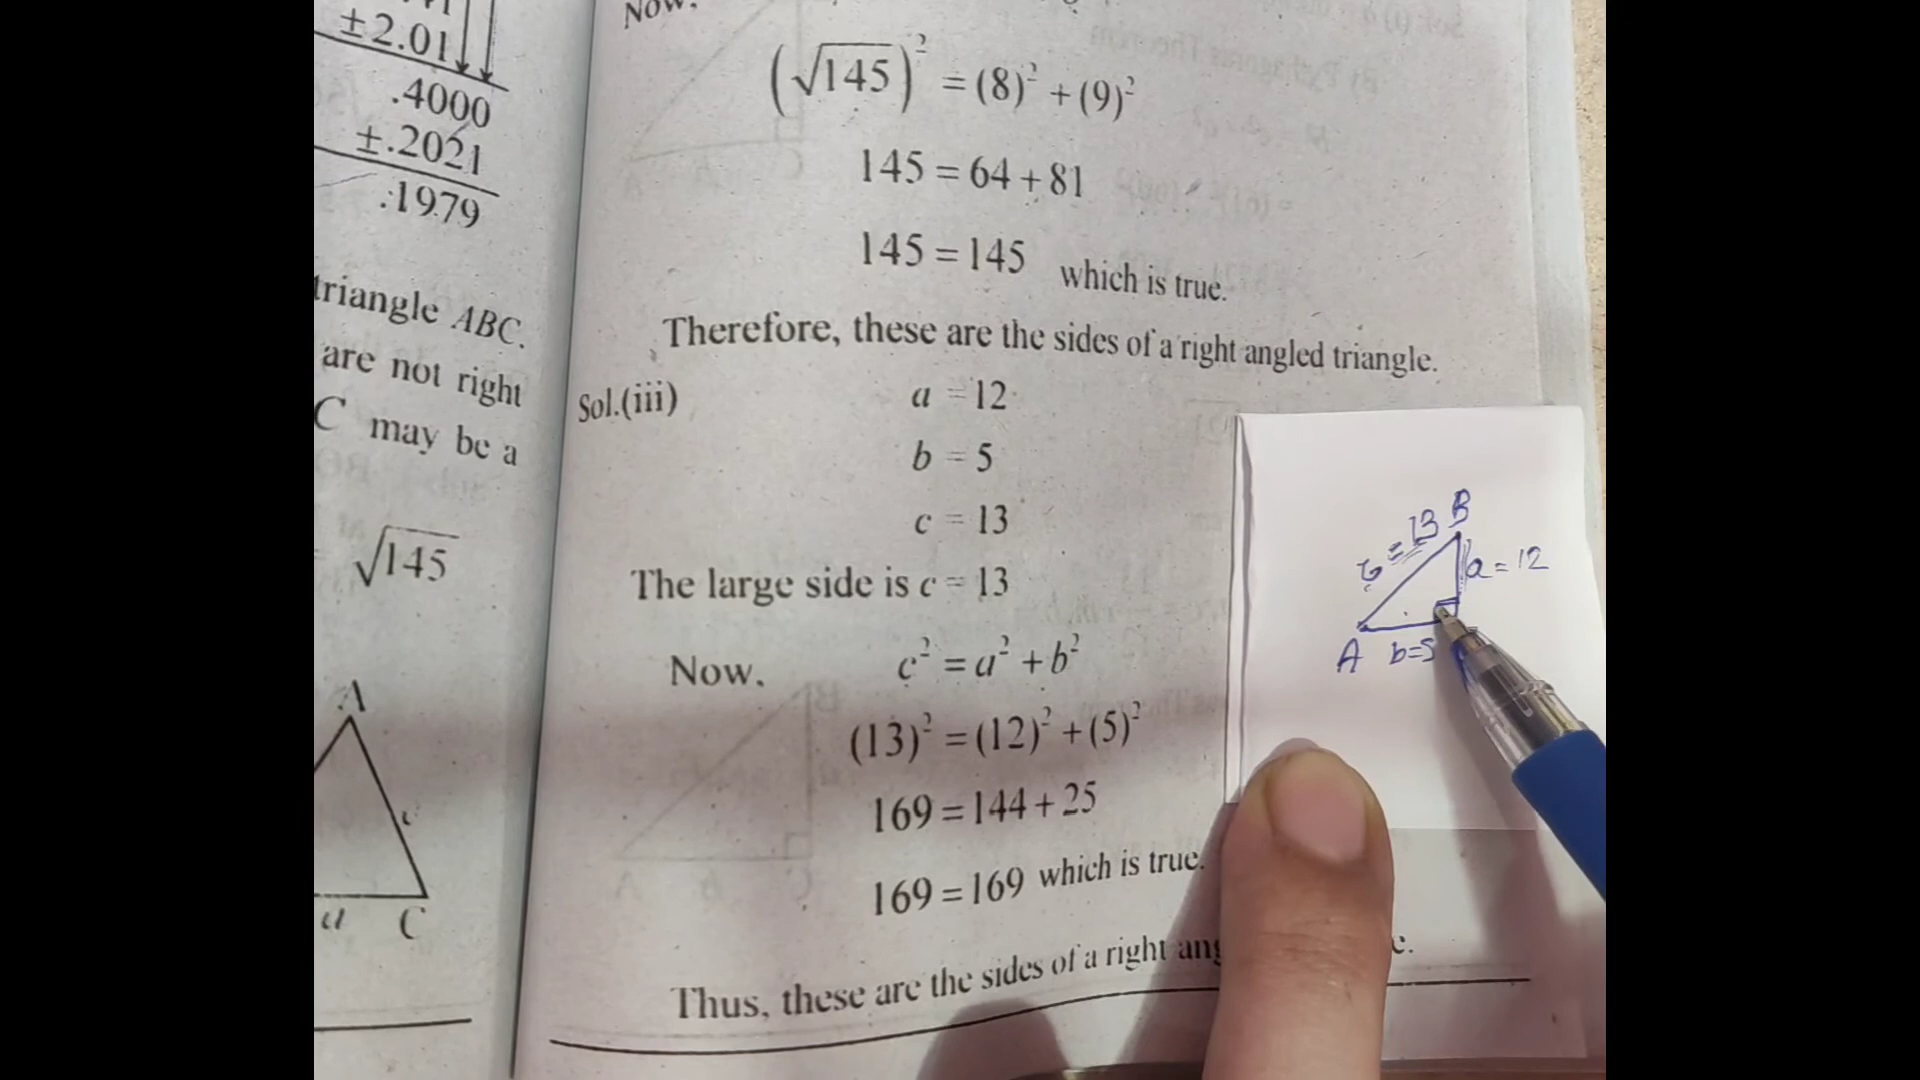 ±2.01
.4000
±.2021
.1979
triangle ABC.
are not right
C may be a
√145
A
c
a C
Now,
(√145)² = (8)² + (9)²
145 = 64 + 81
145 = 145 which is true.
Therefore, these are the sides of a right angled triangle.
Sol.(iii) a = 12
b = 5
c = 13
The large side is c = 13
Now, c² = a² + b²
(13)² = (12)² + (5)²
169 = 144 + 25
169 = 169 which is true.
Thus, these are the sides of a right ang
e.
B
c = 13
a = 12
A b=5